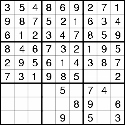 3 5 4 8 6 9 2 7 1
9 8 7 5 2 1 6 3 4
6 1 2 3 4 7 8 5 9
8 4 6 7 3 2 1 9 5
2 9 5 6 1 4 3 8 7
7 3 1 9 8 5 2
5 7 4
8 9 6
9 5 3